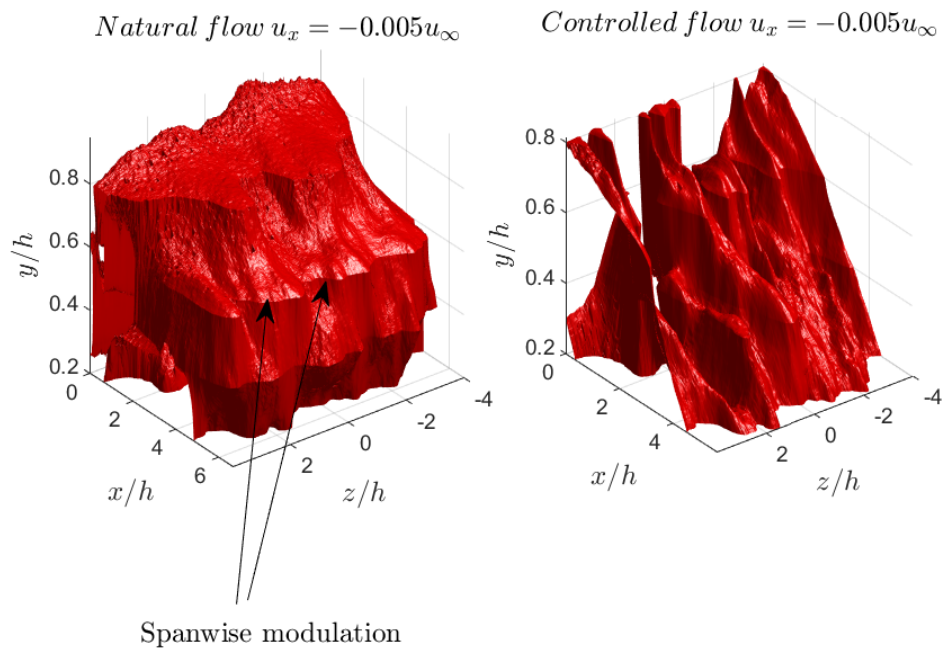 Natural flow u_x = −0.005u_∞
Controlled flow u_x = −0.005u_∞
0.8
0.6
0.4
0.2
y/h
0
2
4
6
x/h
2
0
-2
-4
z/h
0.8
0.6
0.4
0.2
y/h
0
2
4
x/h
2
0
-2
-4
z/h
Spanwise modulation